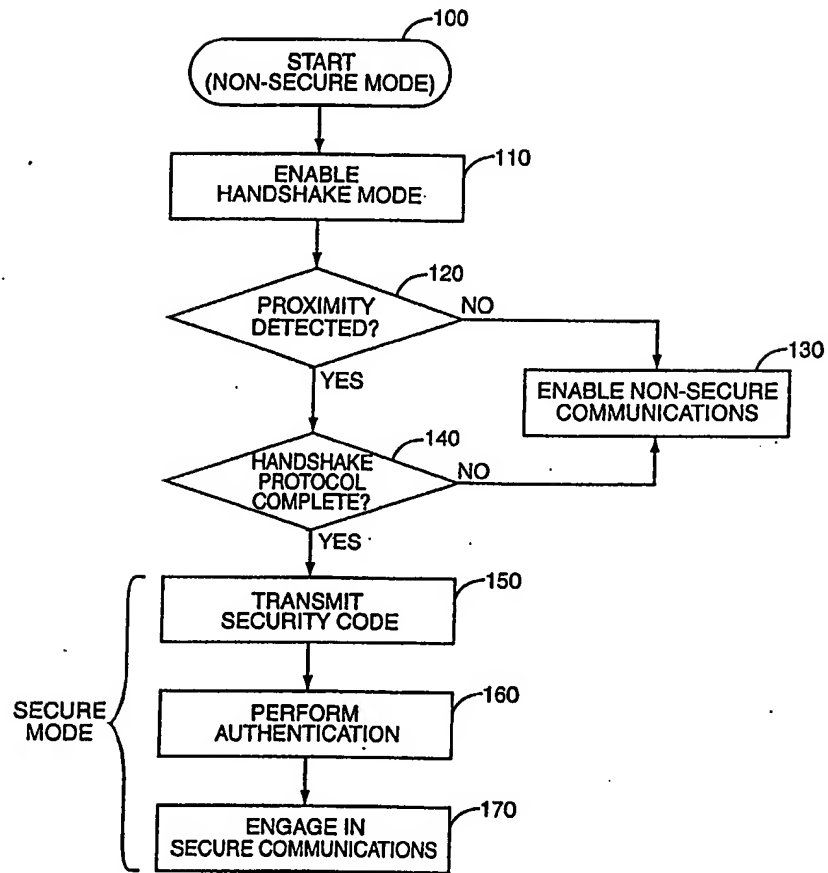 100
START
(NON-SECURE MODE)
110
ENABLE
HANDSHAKE MODE
120
PROXIMITY
DETECTED?
NO
YES
130
ENABLE NON-SECURE
COMMUNICATIONS
140
HANDSHAKE
PROTOCOL
COMPLETE?
NO
YES
150
TRANSMIT
SECURITY CODE
SECURE
MODE
160
PERFORM
AUTHENTICATION
170
ENGAGE IN
SECURE COMMUNICATIONS